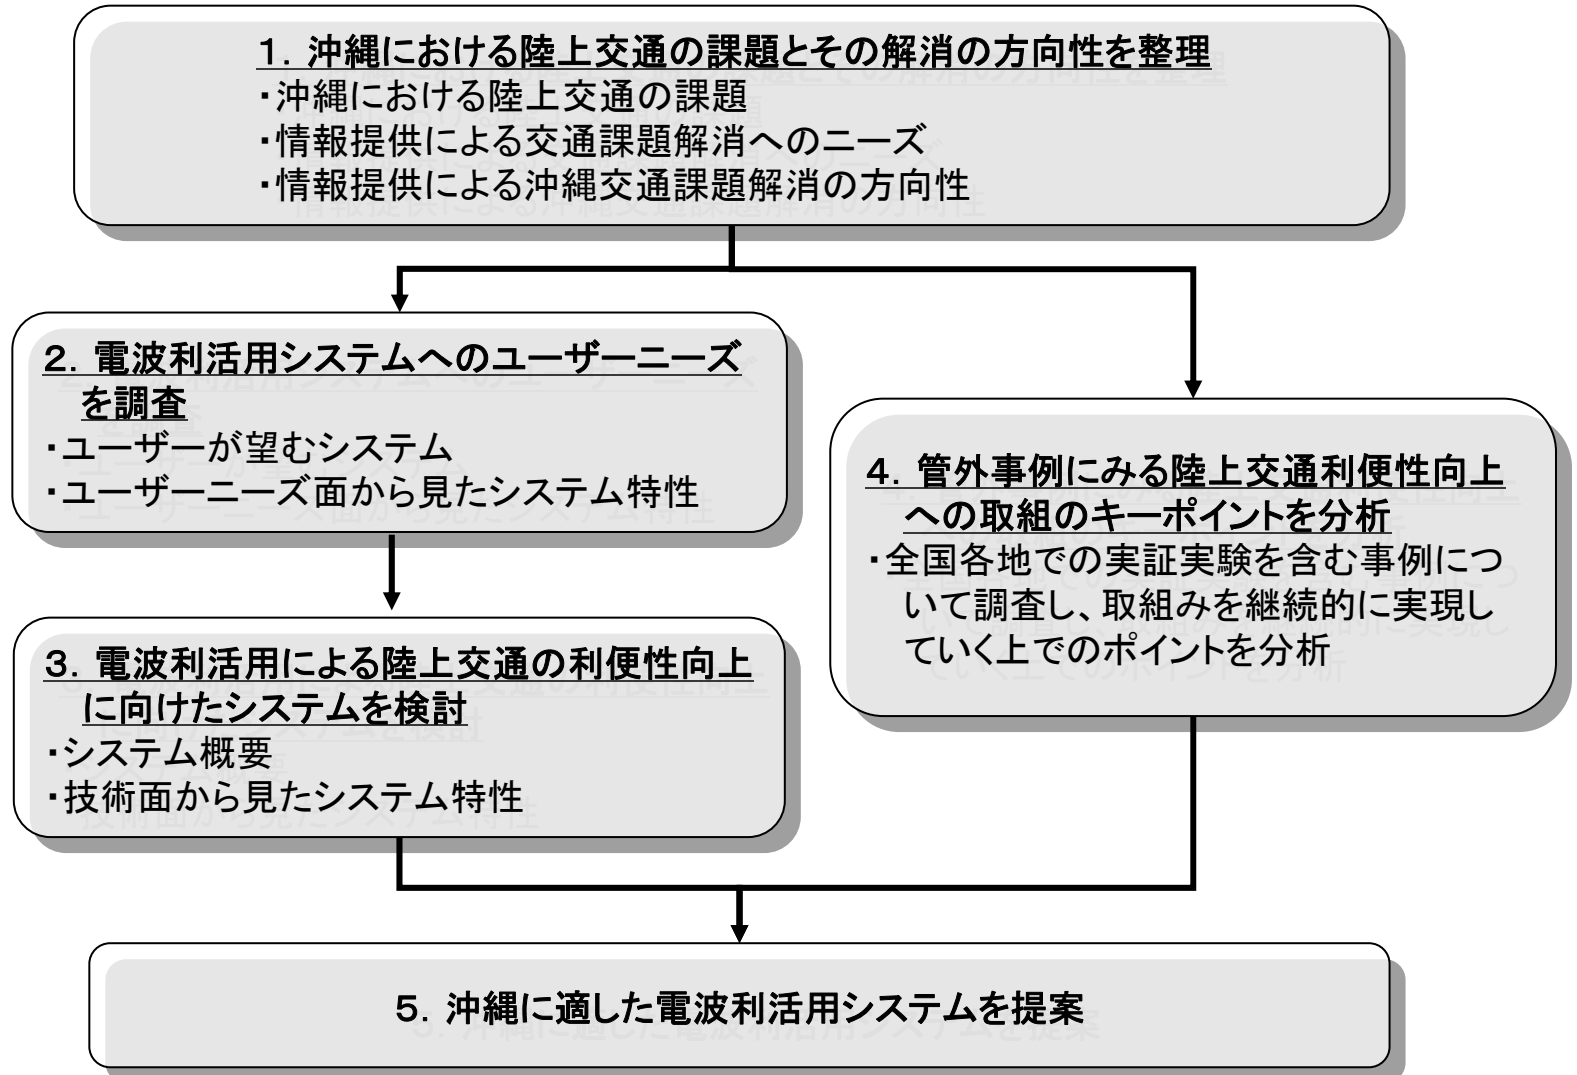 １．沖縄における陸上交通の課題とその解消の方向性を整理
・沖縄における陸上交通の課題
・情報提供による交通課題解消へのニーズ
・情報提供による沖縄交通課題解消の方向性
２．電波利活用システムへのユーザーニーズ
を調査
・ユーザーが望むシステム
・ユーザーニーズ面から見たシステム特性
３．電波利活用による陸上交通の利便性向上
に向けたシステムを検討
・システム概要
・技術面から見たシステム特性
４．管外事例にみる陸上交通利便性向上
への取組のキーポイントを分析
・全国各地での実証実験を含む事例につ
いて調査し、取組みを継続的に実現し
ていく上でのポイントを分析
５．沖縄に適した電波利活用システムを提案